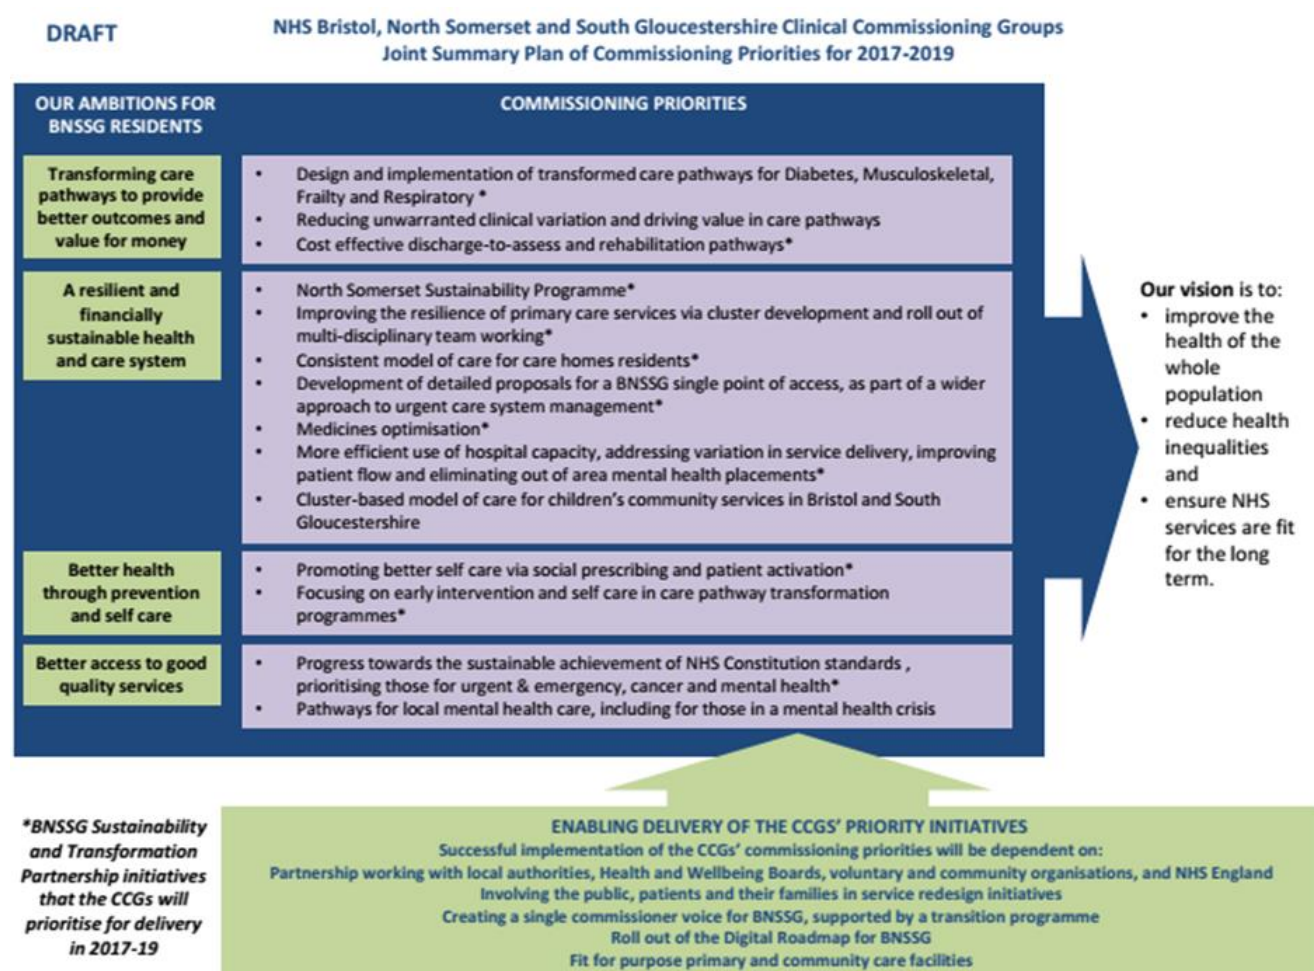 DRAFT
NHS Bristol, North Somerset and South Gloucestershire Clinical Commissioning Groups
Joint Summary Plan of Commissioning Priorities for 2017-2019
OUR AMBITIONS FOR
BNSSG RESIDENTS
COMMISSIONING PRIORITIES
Transforming care
pathways to provide
better outcomes and
value for money
• Design and implementation of transformed care pathways for Diabetes, Musculoskeletal,
Frailty and Respiratory *
• Reducing unwarranted clinical variation and driving value in care pathways
• Cost effective discharge-to-assess and rehabilitation pathways*
A resilient and
financially
sustainable health
and care system
• North Somerset Sustainability Programme*
• Improving the resilience of primary care services via cluster development and roll out of
multi-disciplinary team working*
• Consistent model of care for care homes residents*
• Development of detailed proposals for a BNSSG single point of access, as part of a wider
approach to urgent care system management*
• Medicines optimisation*
• More efficient use of hospital capacity, addressing variation in service delivery, improving
patient flow and eliminating out of area mental health placements*
• Cluster-based model of care for children's community services in Bristol and South
Gloucestershire
Better health
through prevention
and self care
• Promoting better self care via social prescribing and patient activation*
• Focusing on early intervention and self care in care pathway transformation
programmes*
Better access to good
quality services
• Progress towards the sustainable achievement of NHS Constitution standards ,
prioritising those for urgent & emergency, cancer and mental health*
• Pathways for local mental health care, including for those in a mental health crisis
Our vision is to:
• improve the
health of the
whole
population
• reduce health
inequalities
and
• ensure NHS
services are fit
for the long
term.
*BNSSG Sustainability
and Transformation
Partnership initiatives
that the CCGs will
prioritise for delivery
in 2017-19
ENABLING DELIVERY OF THE CCGS' PRIORITY INITIATIVES
Successful implementation of the CCGs' commissioning priorities will be dependent on:
Partnership working with local authorities, Health and Wellbeing Boards, voluntary and community organisations, and NHS England
Involving the public, patients and their families in service redesign initiatives
Creating a single commissioner voice for BNSSG, supported by a transition programme
Roll out of the Digital Roadmap for BNSSG
Fit for purpose primary and community care facilities